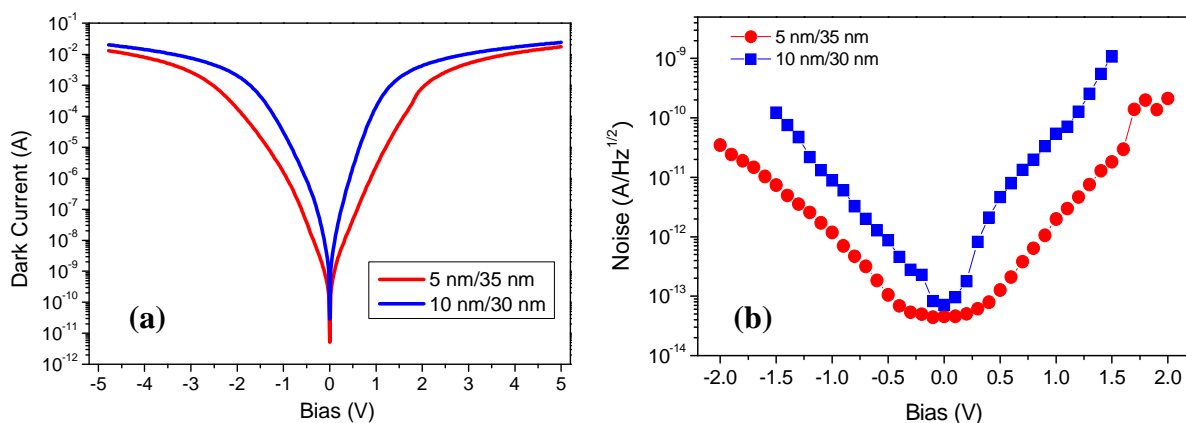 10^-1
10^-2
10^-3
10^-4
10^-5
10^-6
10^-7
10^-8
10^-9
10^-10
10^-11
10^-12
Dark Current (A)
5 nm/35 nm
10 nm/30 nm
(a)
-5 -4 -3 -2 -1 0 1 2 3 4 5
Bias (V)
5 nm/35 nm
10 nm/30 nm
10^-9
10^-10
10^-11
10^-12
10^-13
10^-14
Noise (A/Hz^1/2)
(b)
-2.0 -1.5 -1.0 -0.5 0.0 0.5 1.0 1.5 2.0
Bias (V)